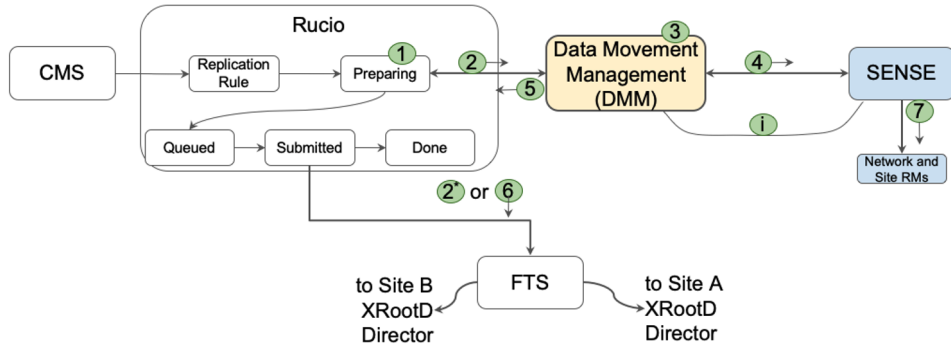 Rucio
CMS
Replication
Rule
1
Preparing
2
5
3
Data Movement
Management
(DMM)
4
i
SENSE
7
Network and
Site RMs
Queued
Submitted
Done
2* or 6
FTS
to Site B
XRootD
Director
to Site A
XRootD
Director